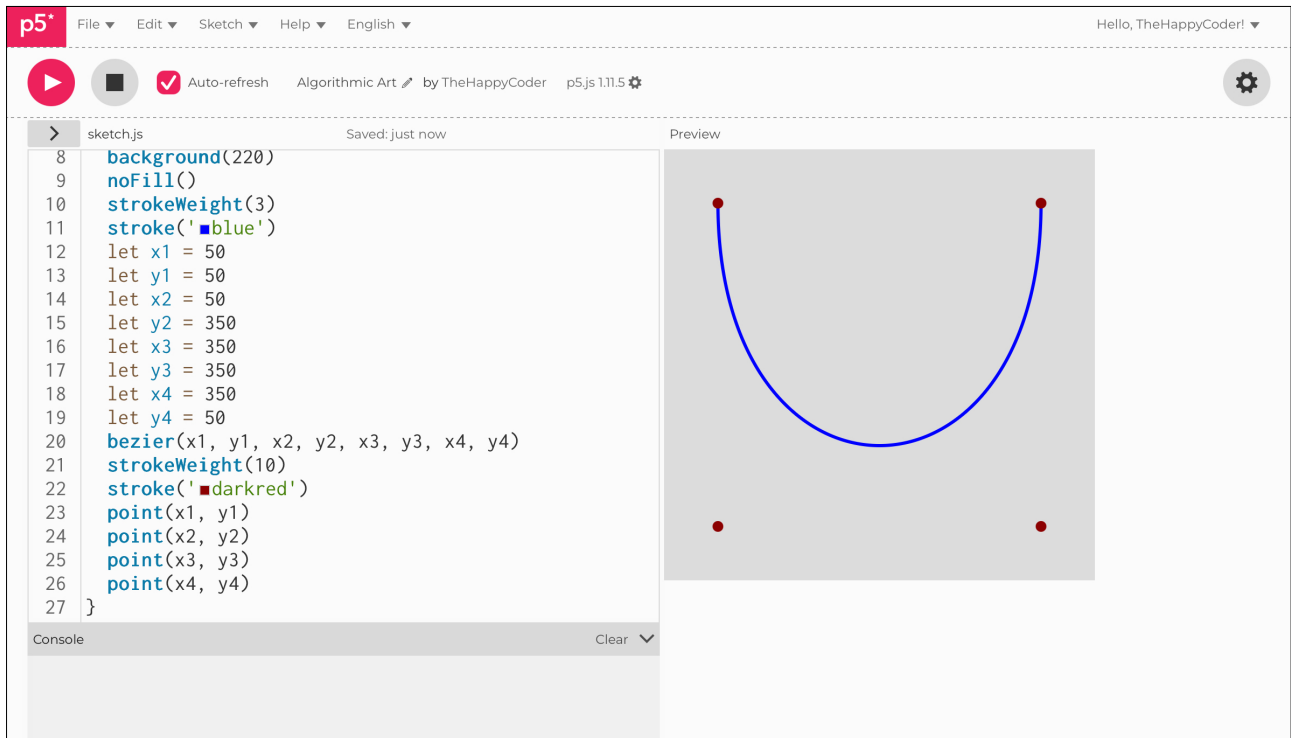 p5* File Edit Sketch Help English Hello, TheHappyCoder!
Auto-refresh Algorithmic Art by TheHappyCoder p5.js 1.11.5
sketch.js Saved: just now Preview
8 background(220)
9 noFill()
10 strokeWeight(3)
11 stroke('blue')
12 let x1 = 50
13 let y1 = 50
14 let x2 = 50
15 let y2 = 350
16 let x3 = 350
17 let y3 = 350
18 let x4 = 350
19 let y4 = 50
20 bezier(x1, y1, x2, y2, x3, y3, x4, y4)
21 strokeWeight(10)
22 stroke('darkred')
23 point(x1, y1)
24 point(x2, y2)
25 point(x3, y3)
26 point(x4, y4)
27 }
Console Clear